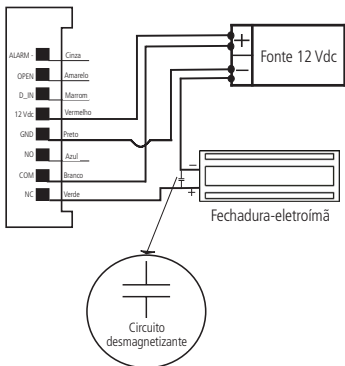 ALARM - Cinza
OPEN Amarelo
D_IN Marrom
12 Vdc Vermelho
GND Preto
NO Azul
COM Branco
NC Verde
+
−
Fonte 12 Vdc
−
+
Fechadura-eletroímã
Circuito
desmagnetizante